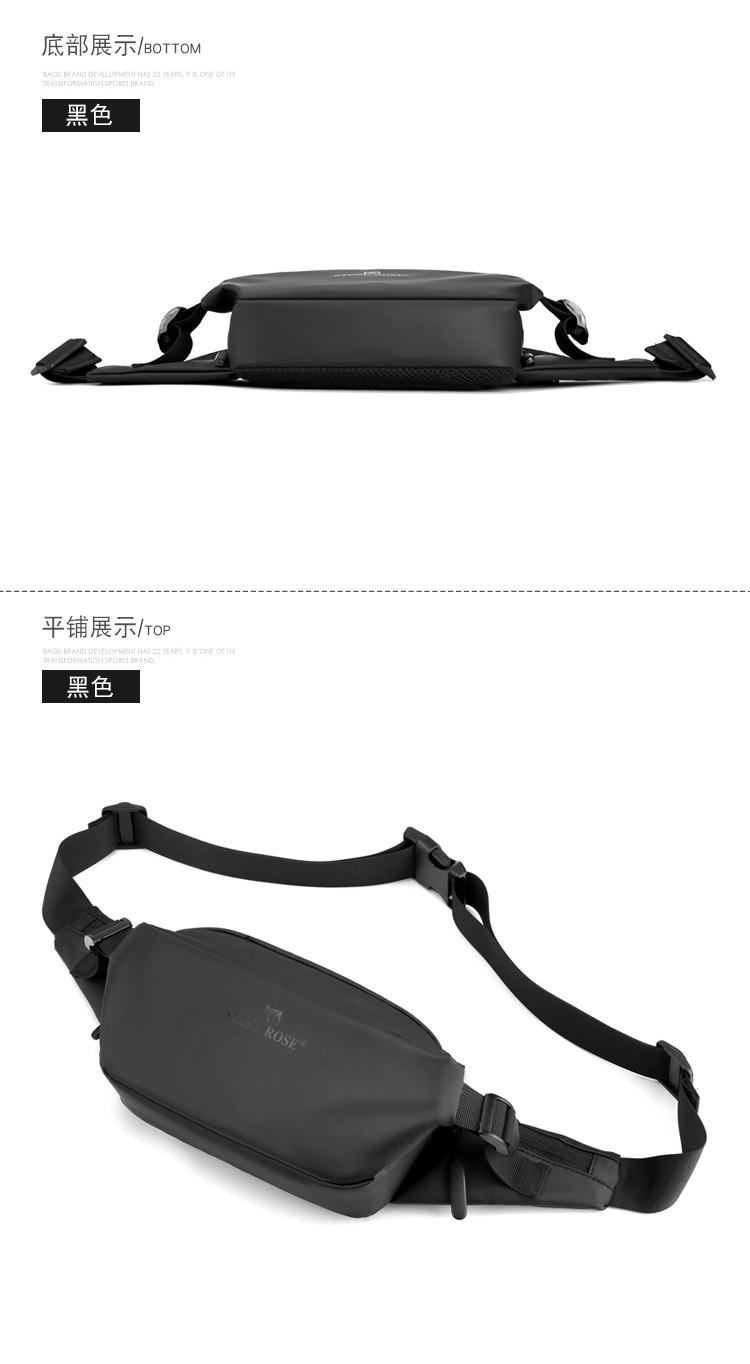 底部展示/BOTTOM
BAGE BRAND DEVELOPMENT HAS 22 YEARS. IT IS ONE OF TH
TRANSFORMATION SPORTS BRAND.
黑色
平铺展示/TOP
BAGE BRAND DEVELOPMENT HAS 22 YEARS. IT IS ONE OF TH
TRANSFORMATION SPORTS BRAND.
黑色
ROSE®